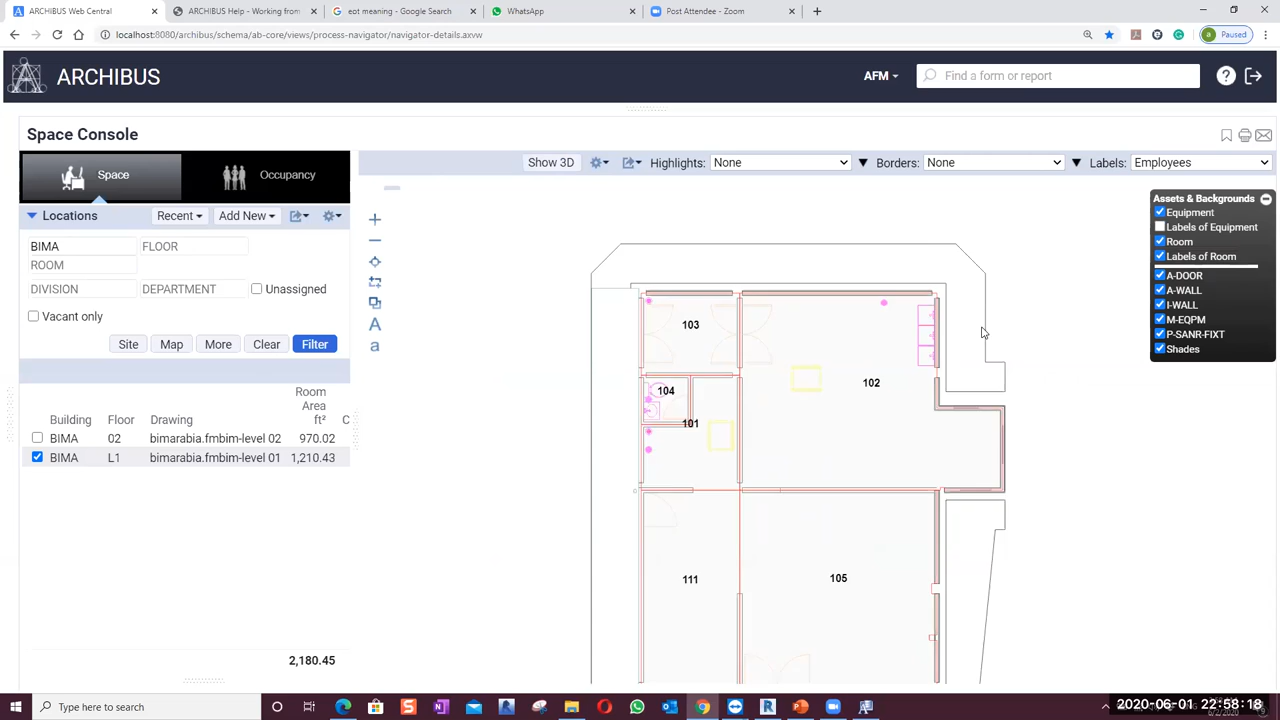 ARCHIBUS Web Central
ARCHIBUS Help - Working from
eot meaning - Google Search
WhatsApp
Post Attendee - Zoom
localhost:8080/archibus/schema/ab-core/views/process-navigator/navigator-details.axvw
a Paused
ARCHIBUS
AFM
Find a form or report
Space Console
Space
Occupancy
Show 3D
Highlights: None
Borders: None
Labels: Employees
Locations
Recent
Add New
BIMA
FLOOR
ROOM
DIVISION
DEPARTMENT
Unassigned
Vacant only
Site
Map
More
Clear
Filter
Building Floor Drawing Room Area ft² C
BIMA 02 bimarabia.fmbim-level 02 970.02
BIMA L1 bimarabia.fmbim-level 01 1,210.43
2,180.45
A
a
103
104
101
102
111
105
Assets & Backgrounds
Equipment
Labels of Equipment
Room
Labels of Room
A-DOOR
A-WALL
I-WALL
M-EQPM
P-SANR-FIXT
Shades
Type here to search
2020-06-01 22:58:18
6/2/2020